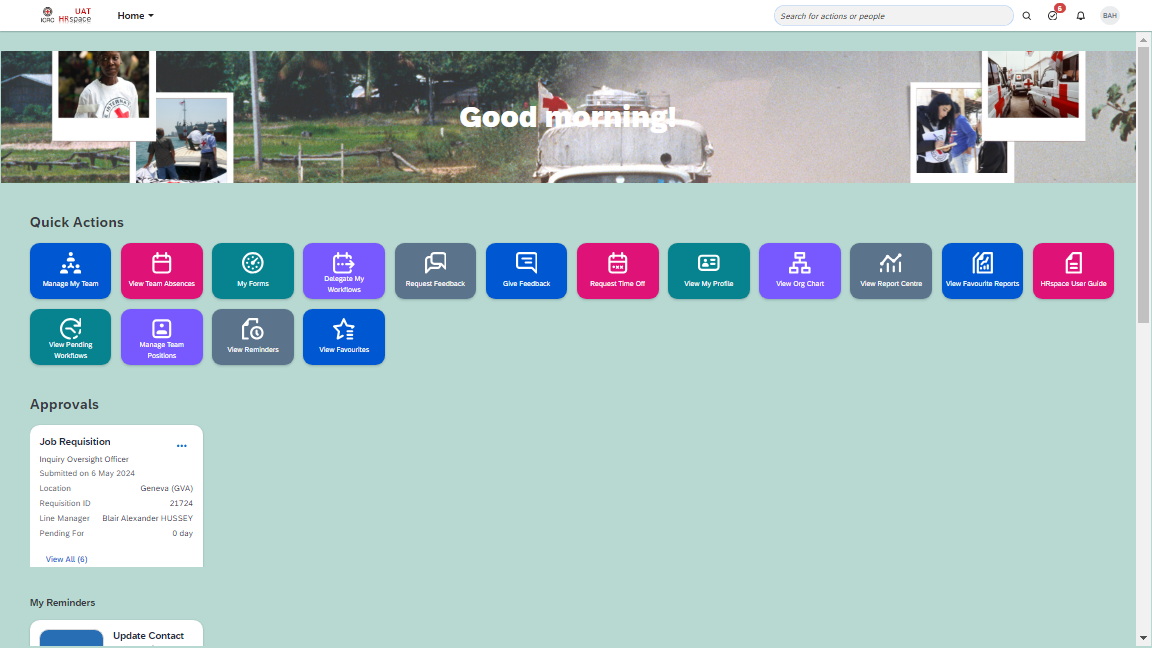 ICRC
UAT
HRspace
Home
Search for actions or people
6
BAH
Good morning!
Quick Actions
Manage My Team
View Team Absences
My Forms
Delegate My
Workflows
Request Feedback
Give Feedback
Request Time Off
View My Profile
View Org Chart
View Report Centre
View Favourite Reports
HRspace User Guide
View Pending
Workflows
Manage Team
Positions
View Reminders
View Favourites
Approvals
Job Requisition
Inquiry Oversight Officer
Submitted on 6 May 2024
Location Geneva (GVA)
Requisition ID 21724
Line Manager Blair Alexander HUSSEY
Pending For 0 day
View All (6)
My Reminders
Update Contact